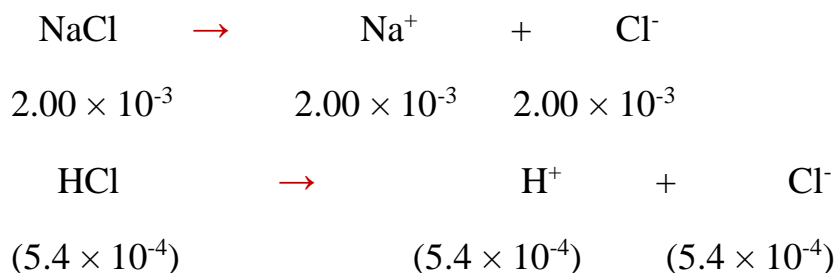 NaCl → Na⁺ + Cl⁻
2.00 × 10⁻³ 2.00 × 10⁻³ 2.00 × 10⁻³
HCl → H⁺ + Cl⁻
(5.4 × 10⁻⁴) (5.4 × 10⁻⁴) (5.4 × 10⁻⁴)